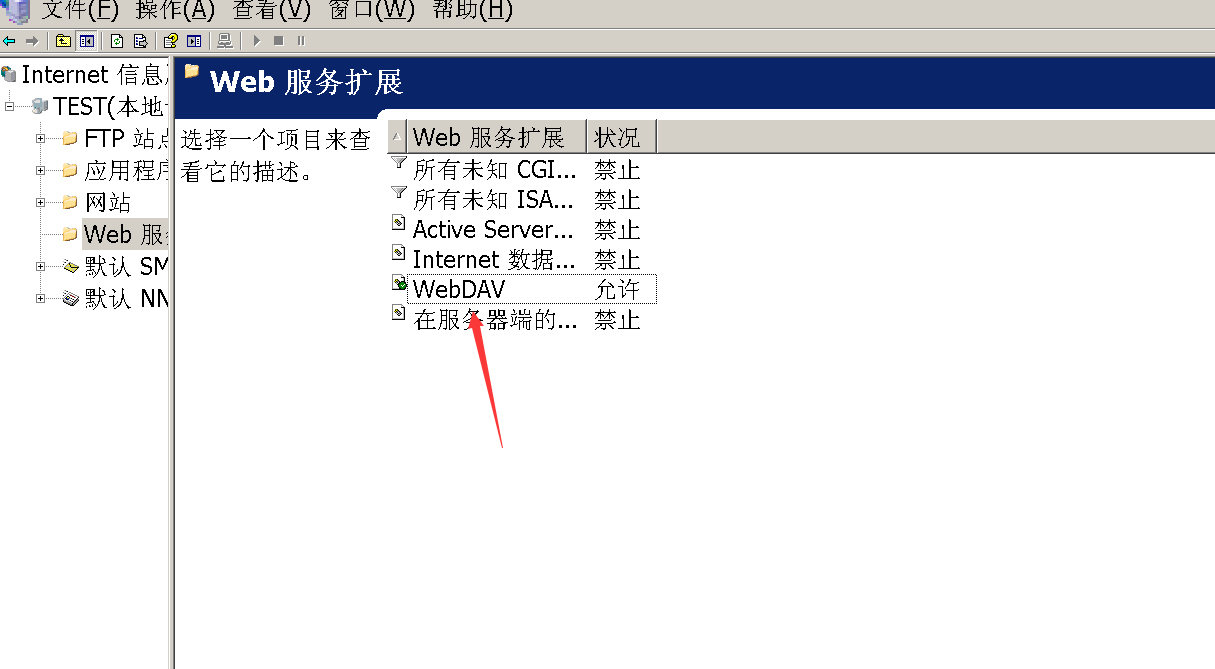 文件(F) 操作(A) 查看(V) 窗口(W) 帮助(H)
Internet 信息
TEST(本地
FTP 站点
应用程序
网站
Web 服务
默认 SM
默认 NN
Web 服务扩展
选择一个项目来查
看它的描述。
Web 服务扩展 状况
所有未知 CGI... 禁止
所有未知 ISA... 禁止
Active Server... 禁止
Internet 数据... 禁止
WebDAV 允许
在服务器端的... 禁止